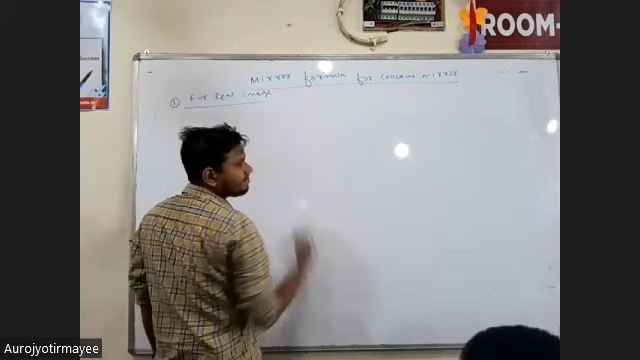 ROOM-
Mirror formula for concave mirror
① For Real image
Aurojyotirmayee